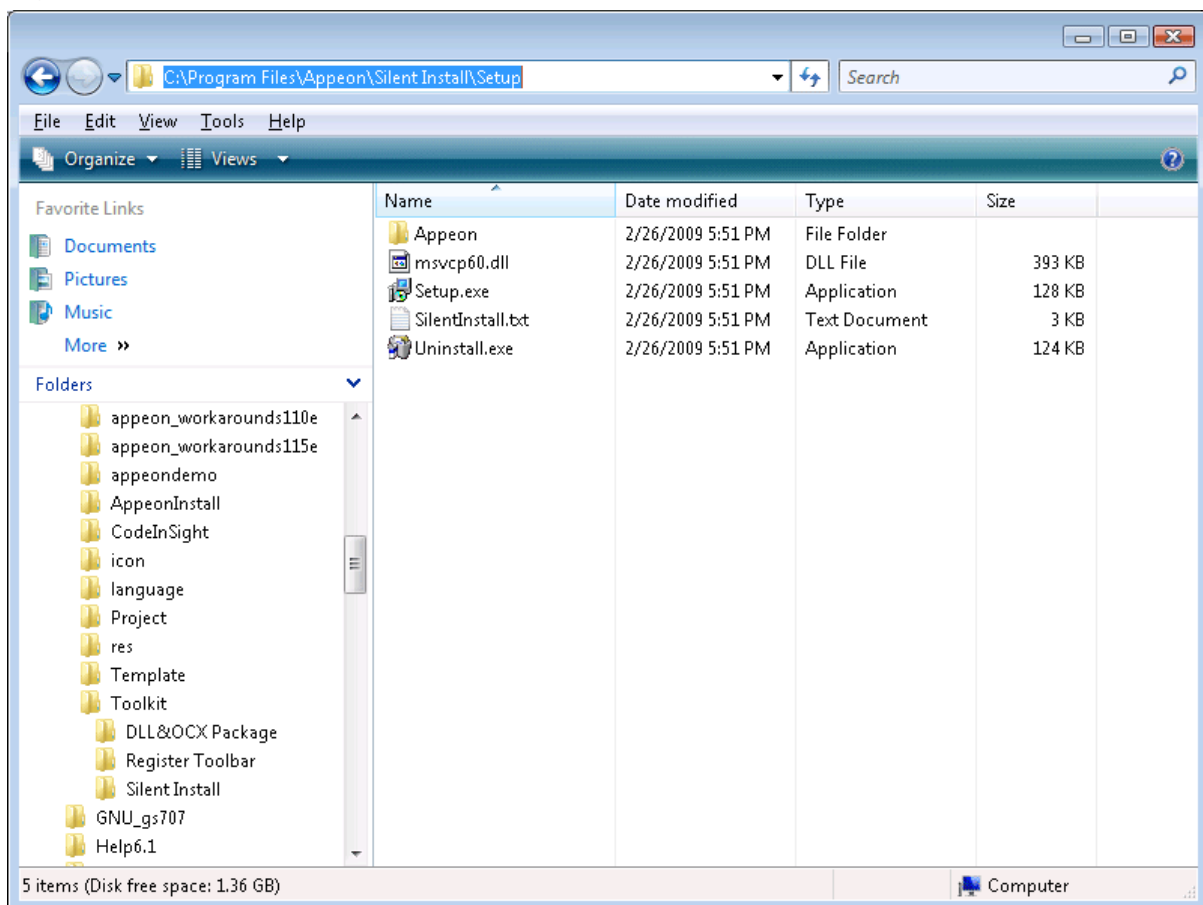 C:\Program Files\Appeon\Silent Install\Setup
Search
File Edit View Tools Help
Organize Views
Favorite Links
Documents
Pictures
Music
More »
Folders
appeon_workarounds110e
appeon_workarounds115e
appeondemo
AppeonInstall
CodeInSight
icon
language
Project
res
Template
Toolkit
DLL&OCX Package
Register Toolbar
Silent Install
GNU_gs707
Help6.1
Name Date modified Type Size
Appeon 2/26/2009 5:51 PM File Folder
msvcp60.dll 2/26/2009 5:51 PM DLL File 393 KB
Setup.exe 2/26/2009 5:51 PM Application 128 KB
SilentInstall.txt 2/26/2009 5:51 PM Text Document 3 KB
Uninstall.exe 2/26/2009 5:51 PM Application 124 KB
5 items (Disk free space: 1.36 GB) Computer